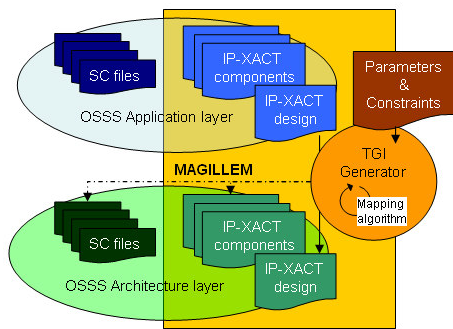 SC files
IP-XACT
components
IP-XACT
design
OSSS Application layer
Parameters
&
Constraints
TGI
Generator
Mapping
algorithm
MAGILLEM
SC files
IP-XACT
components
IP-XACT
design
OSSS Architecture layer